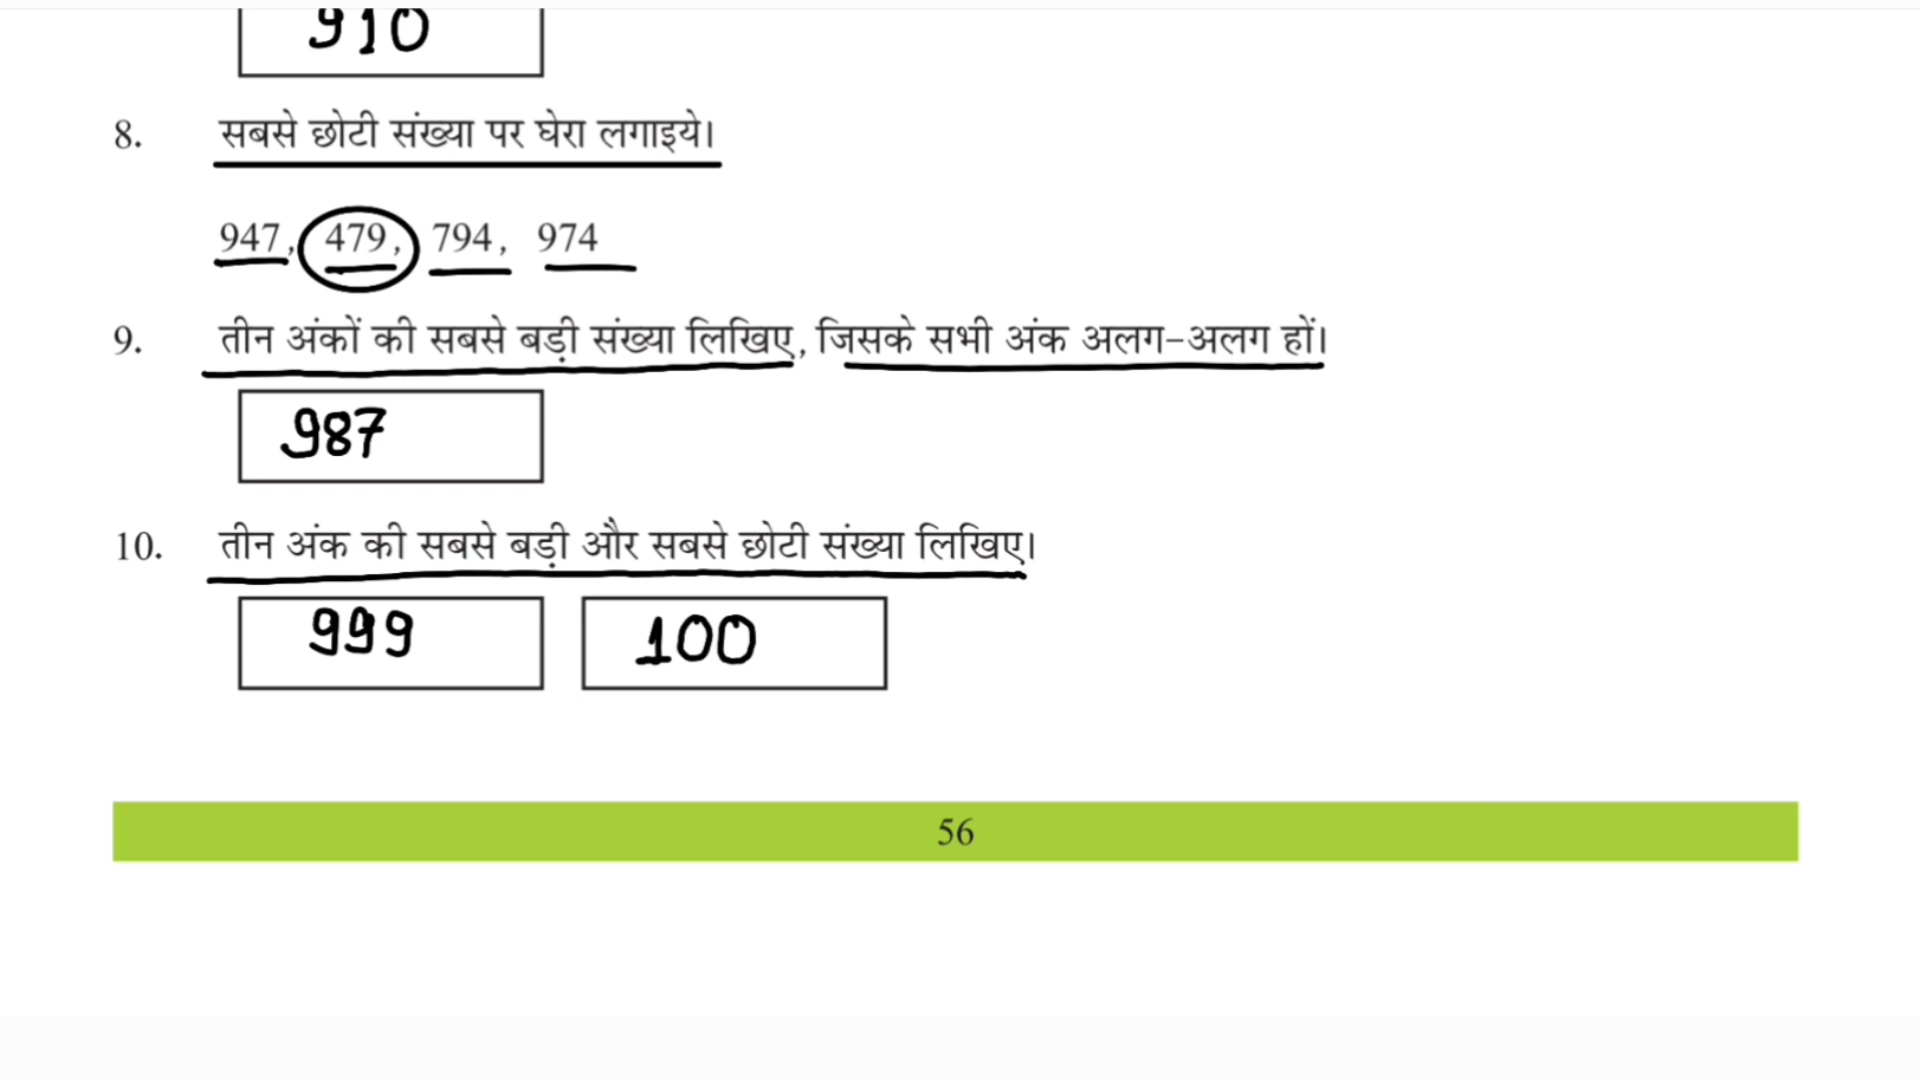 910
8. सबसे छोटी संख्या पर घेरा लगाइये।
947, 479, 794, 974
9. तीन अंकों की सबसे बड़ी संख्या लिखिए, जिसके सभी अंक अलग-अलग हों।
987
10. तीन अंक की सबसे बड़ी और सबसे छोटी संख्या लिखिए।
999 100
56